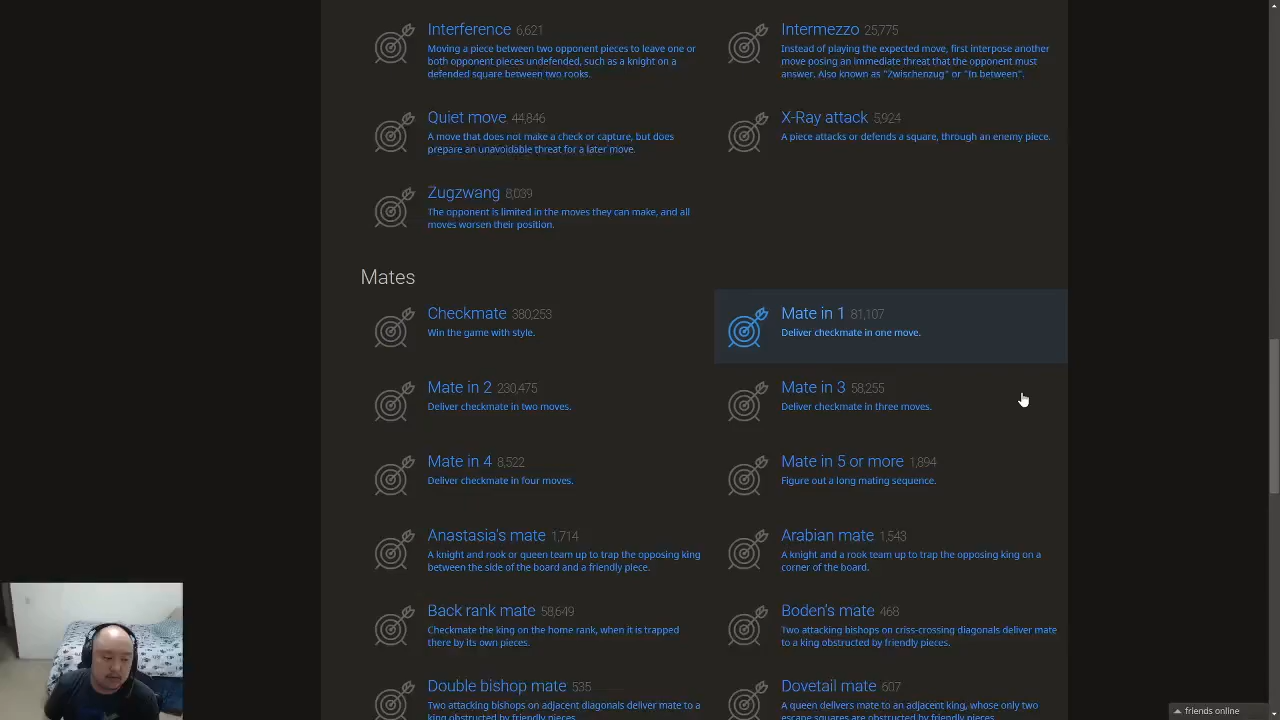 Interference 6,621
Moving a piece between two opponent pieces to leave one or
both opponent pieces undefended, such as a knight on a
defended square between two rooks.
Intermezzo 25,775
Instead of playing the expected move, first interpose another
move posing an immediate threat that the opponent must
answer. Also known as "Zwischenzug" or "In between".
Quiet move 44,846
A move that does not make a check or capture, but does
prepare an unavoidable threat for a later move.
X-Ray attack 5,924
A piece attacks or defends a square, through an enemy piece.
Zugzwang 8,039
The opponent is limited in the moves they can make, and all
moves worsen their position.
Mates
Checkmate 380,253
Win the game with style.
Mate in 1 81,107
Deliver checkmate in one move.
Mate in 2 230,475
Deliver checkmate in two moves.
Mate in 3 58,255
Deliver checkmate in three moves.
Mate in 4 8,522
Deliver checkmate in four moves.
Mate in 5 or more 1,894
Figure out a long mating sequence.
Anastasia's mate 1,714
A knight and rook or queen team up to trap the opposing king
between the side of the board and a friendly piece.
Arabian mate 1,543
A knight and a rook team up to trap the opposing king on a
corner of the board.
Back rank mate 58,649
Checkmate the king on the home rank, when it is trapped
there by its own pieces.
Boden's mate 468
Two attacking bishops on criss-crossing diagonals deliver mate
to a king obstructed by friendly pieces.
Double bishop mate 535
Two attacking bishops on adjacent diagonals deliver mate to a
king obstructed by friendly pieces.
Dovetail mate 607
A queen delivers mate to an adjacent king, whose only two
escape squares are obstructed by friendly pieces.
friends online